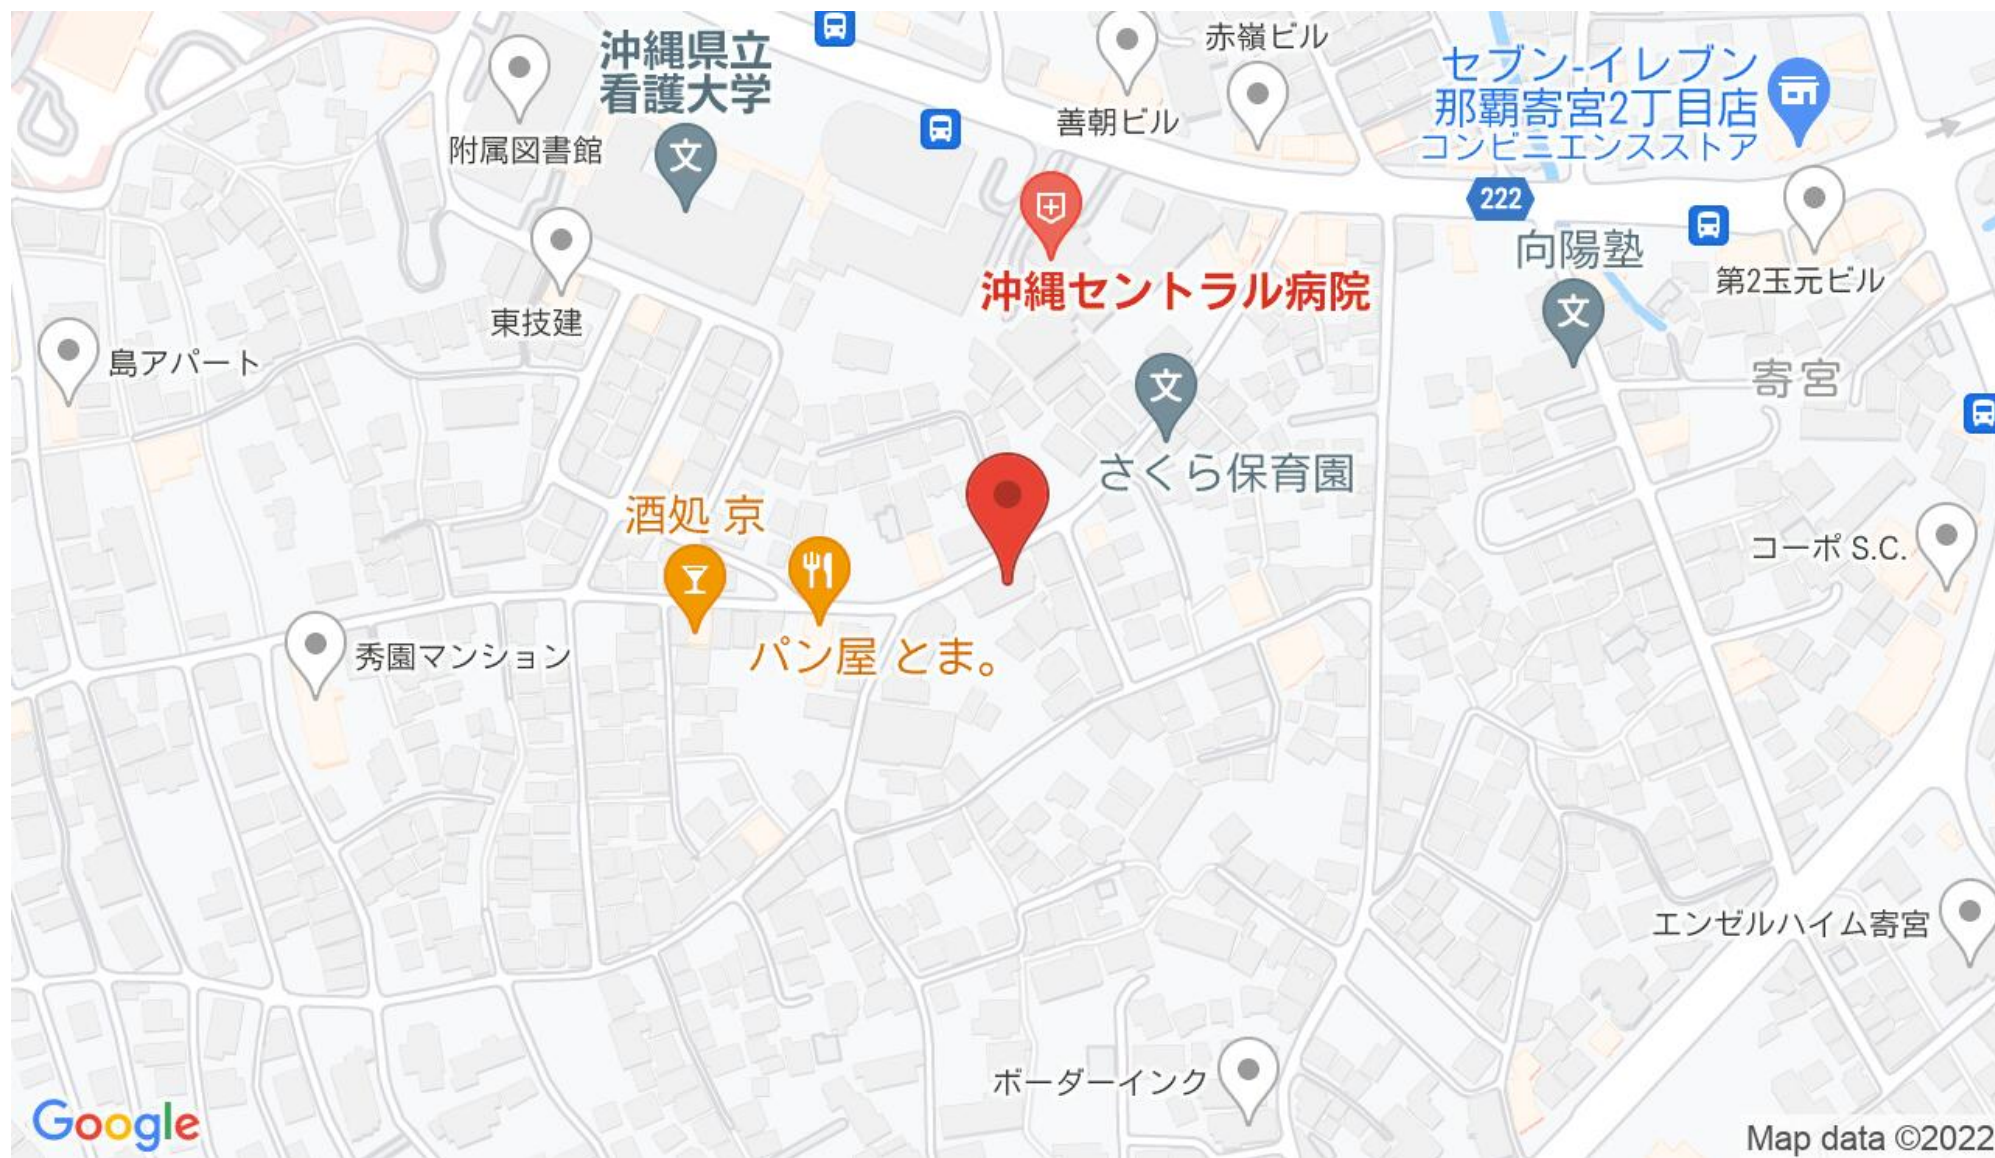 沖縄県立
看護大学
赤嶺ビル
セブン-イレブン
那覇寄宮2丁目店
コンビニエンスストア
善朝ビル
附属図書館
222
向陽塾
第2玉元ビル
沖縄セントラル病院
東技建
島アパート
寄宮
さくら保育園
酒処 京
コーポ S.C.
秀園マンション
パン屋 とま。
エンゼルハイム寄宮
ボーダーインク
Google
Map data ©2022